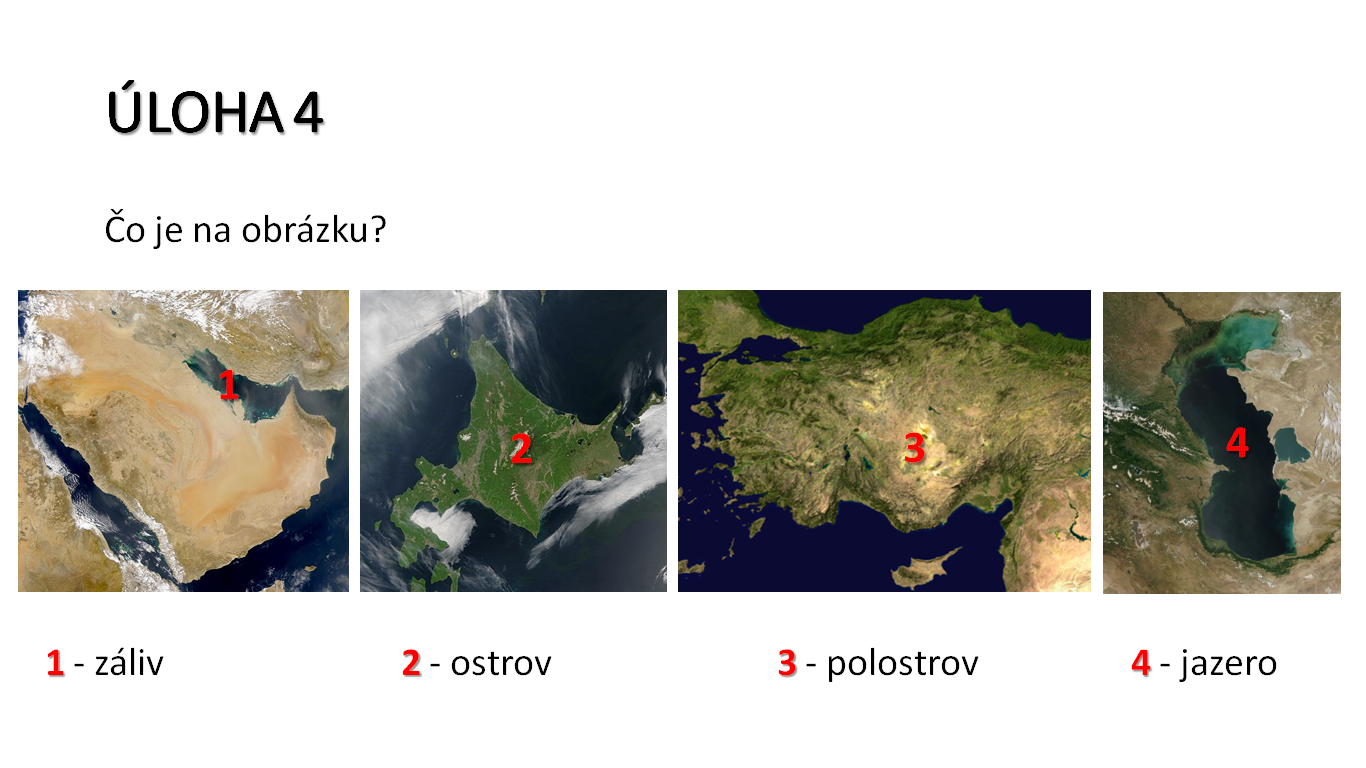 ÚLOHA 4
Čo je na obrázku?
1
2
3
4
1 - záliv
2 - ostrov
3 - polostrov
4 - jazero